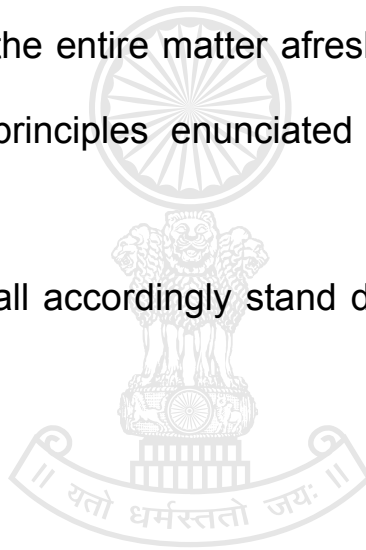 the entire matter afresh
principles enunciated
all accordingly stand d
॥ यतो धर्मस्ततो जयः ॥